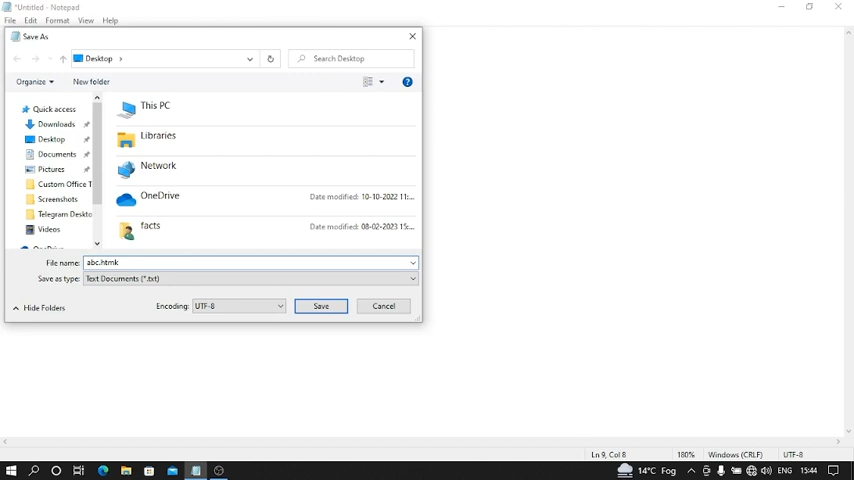 *Untitled - Notepad
File Edit Format View Help
Save As
Desktop
Search Desktop
Organize New folder
Quick access
Downloads
Desktop
Documents
Pictures
Custom Office T
Screenshots
Telegram Deskto
Videos
This PC
Libraries
Network
OneDrive Date modified: 10-10-2022 11:...
facts Date modified: 08-02-2023 15:...
File name: abc.htmk
Save as type: Text Documents (*.txt)
Hide Folders Encoding: UTF-8 Save Cancel
Ln 9, Col 8 180% Windows (CRLF) UTF-8
14°C Fog ENG 15:44